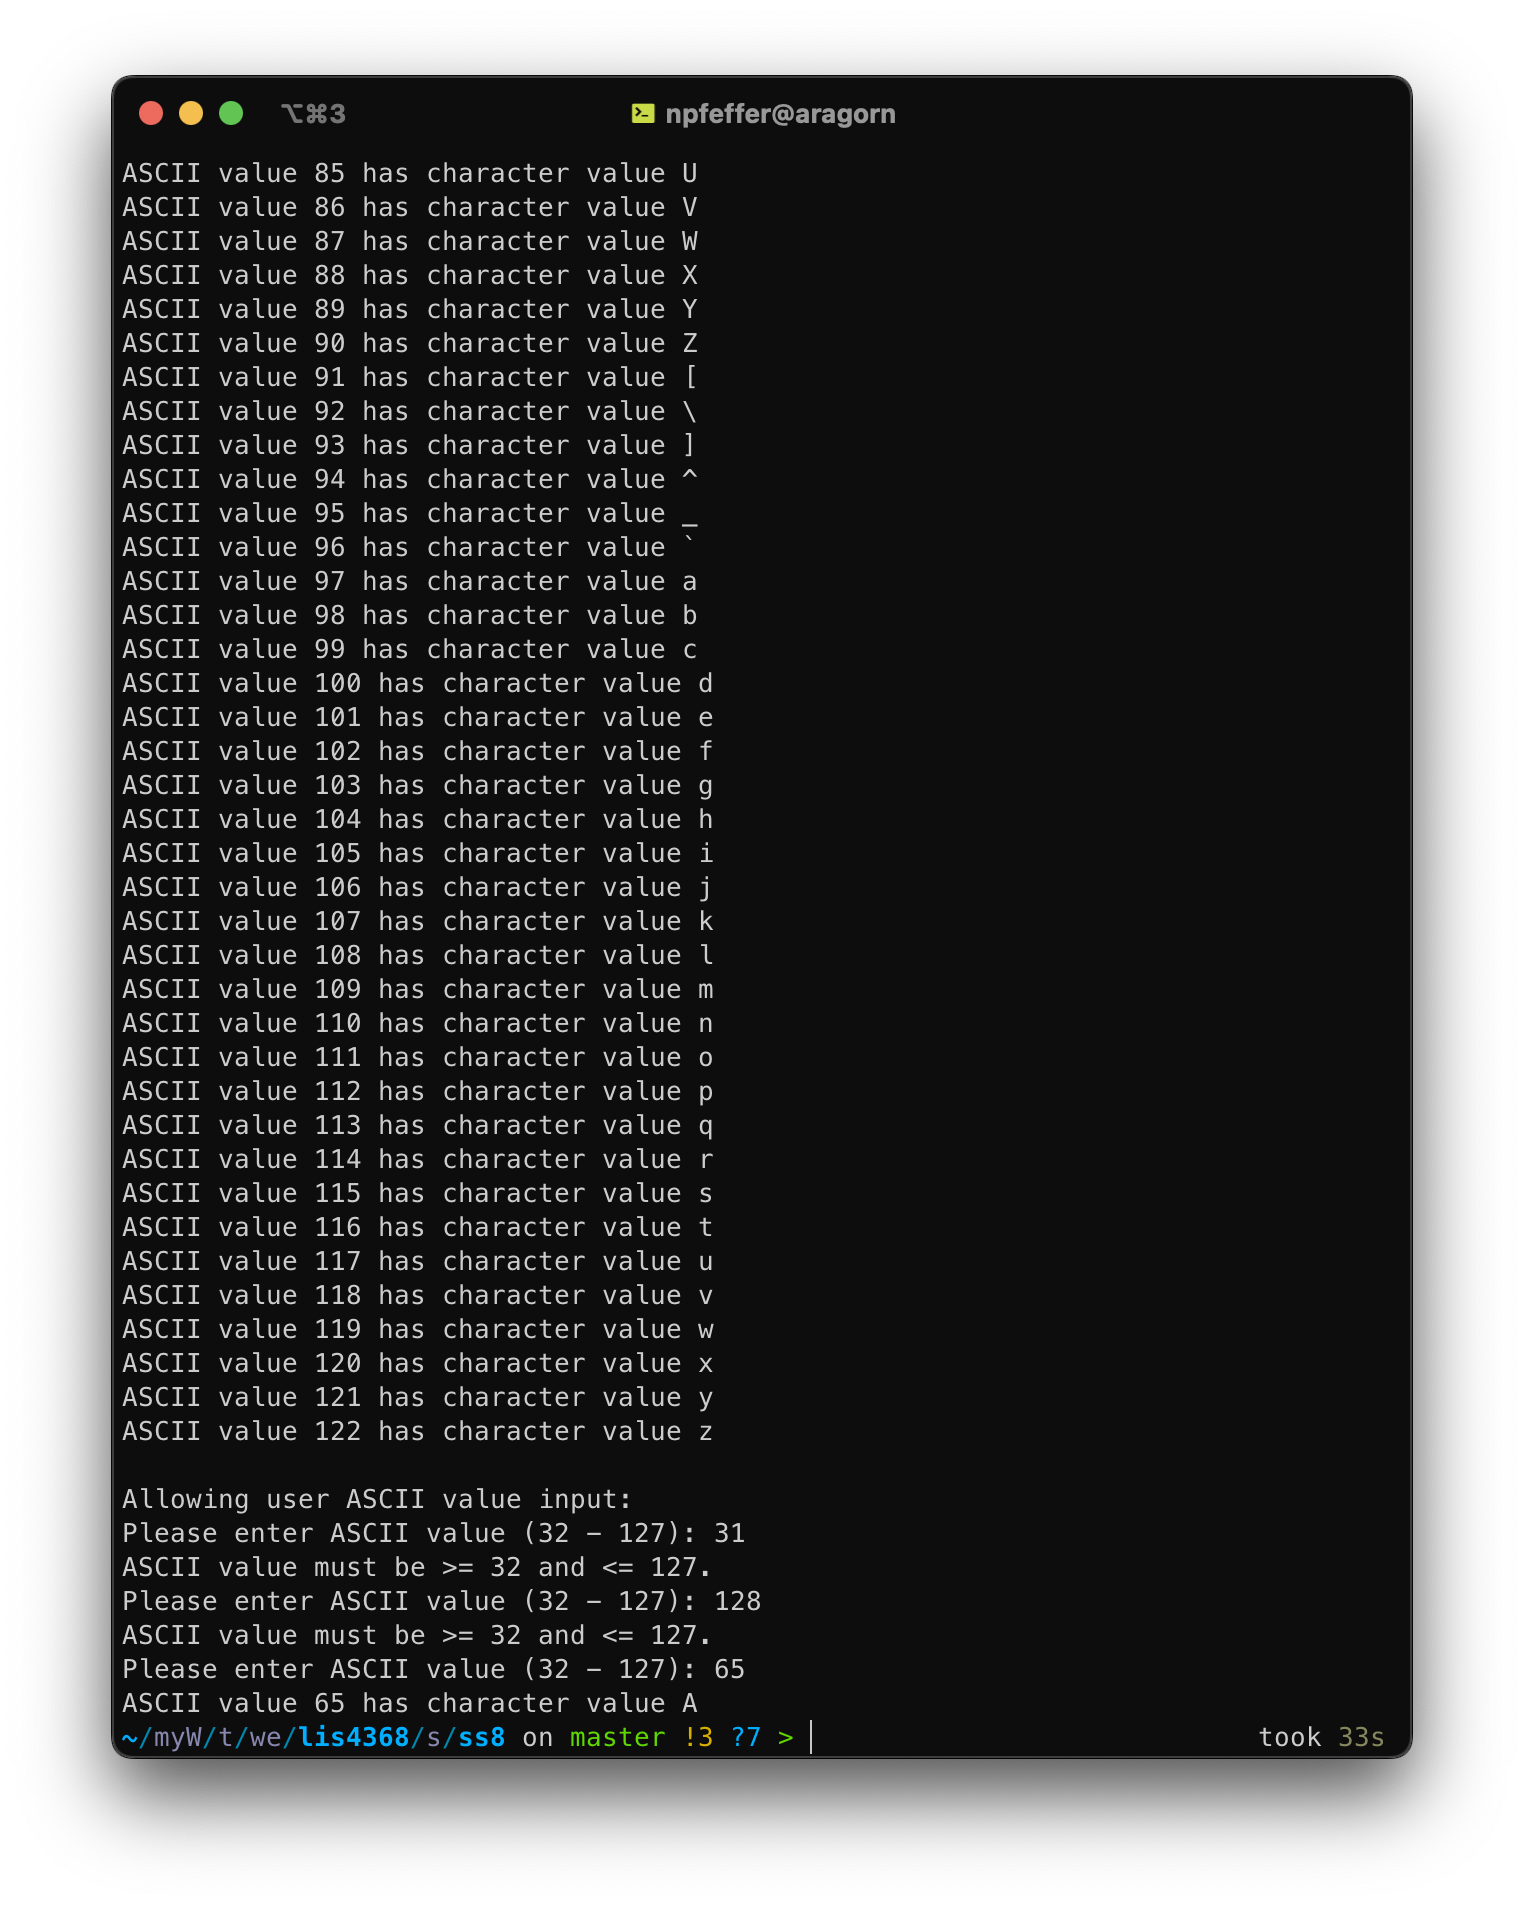 ⌥⌘3 npfeffer@aragorn
ASCII value 85 has character value U
ASCII value 86 has character value V
ASCII value 87 has character value W
ASCII value 88 has character value X
ASCII value 89 has character value Y
ASCII value 90 has character value Z
ASCII value 91 has character value [
ASCII value 92 has character value \
ASCII value 93 has character value ]
ASCII value 94 has character value ^
ASCII value 95 has character value _
ASCII value 96 has character value `
ASCII value 97 has character value a
ASCII value 98 has character value b
ASCII value 99 has character value c
ASCII value 100 has character value d
ASCII value 101 has character value e
ASCII value 102 has character value f
ASCII value 103 has character value g
ASCII value 104 has character value h
ASCII value 105 has character value i
ASCII value 106 has character value j
ASCII value 107 has character value k
ASCII value 108 has character value l
ASCII value 109 has character value m
ASCII value 110 has character value n
ASCII value 111 has character value o
ASCII value 112 has character value p
ASCII value 113 has character value q
ASCII value 114 has character value r
ASCII value 115 has character value s
ASCII value 116 has character value t
ASCII value 117 has character value u
ASCII value 118 has character value v
ASCII value 119 has character value w
ASCII value 120 has character value x
ASCII value 121 has character value y
ASCII value 122 has character value z
Allowing user ASCII value input:
Please enter ASCII value (32 – 127): 31
ASCII value must be >= 32 and <= 127.
Please enter ASCII value (32 – 127): 128
ASCII value must be >= 32 and <= 127.
Please enter ASCII value (32 – 127): 65
ASCII value 65 has character value A
~/myW/t/we/lis4368/s/ss8 on master !3 ?7 > took 33s